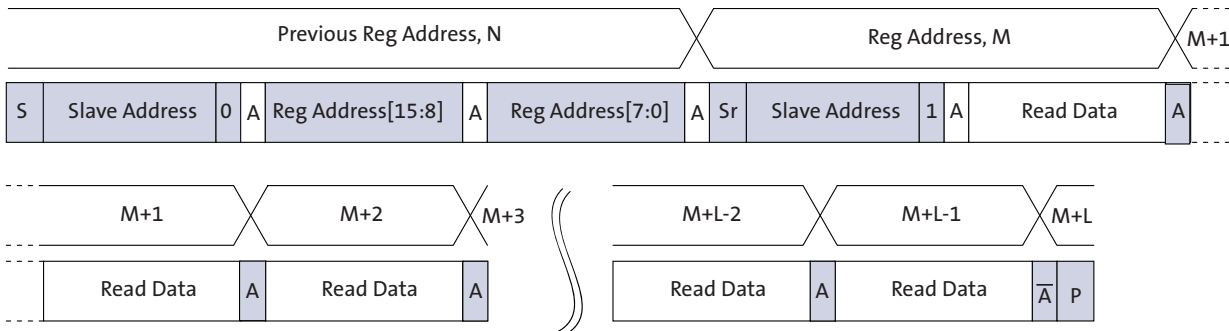 Previous Reg Address, N Reg Address, M M+1
S Slave Address 0 A Reg Address[15:8] A Reg Address[7:0] A Sr Slave Address 1 A Read Data A
M+1 M+2 M+3 M+L-2 M+L-1 M+L
Read Data A Read Data A Read Data A Read Data A̅ P